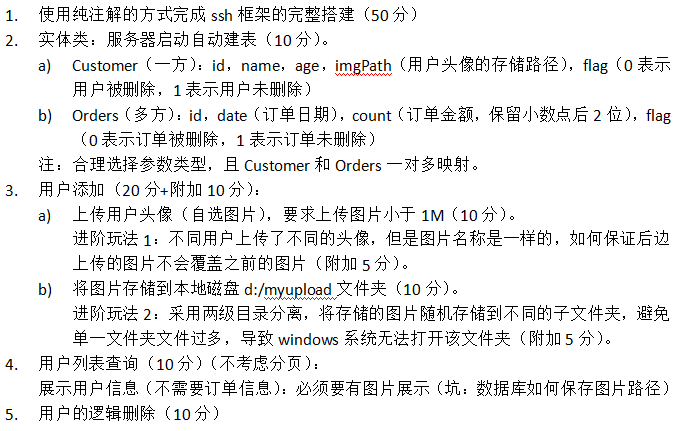 1. 使用纯注解的方式完成 ssh 框架的完整搭建（50 分）
2. 实体类：服务器启动自动建表（10 分）。
a) Customer（一方）：id，name，age，imgPath（用户头像的存储路径），flag（0 表示
用户被删除，1 表示用户未删除）
b) Orders（多方）：id，date（订单日期），count（订单金额，保留小数点后 2 位），flag
（0 表示订单被删除，1 表示订单未删除）
注：合理选择参数类型，且 Customer 和 Orders 一对多映射。
3. 用户添加（20 分+附加 10 分）：
a) 上传用户头像（自选图片），要求上传图片小于 1M（10 分）。
进阶玩法 1：不同用户上传了不同的头像，但是图片名称是一样的，如何保证后边
上传的图片不会覆盖之前的图片（附加 5 分）。
b) 将图片存储到本地磁盘 d:/myupload 文件夹（10 分）。
进阶玩法 2：采用两级目录分离，将存储的图片随机存储到不同的子文件夹，避免
单一文件夹文件过多，导致 windows 系统无法打开该文件夹（附加 5 分）。
4. 用户列表查询（10 分）（不考虑分页）：
展示用户信息（不需要订单信息）：必须要有图片展示（坑：数据库如何保存图片路径）
5. 用户的逻辑删除（10 分）